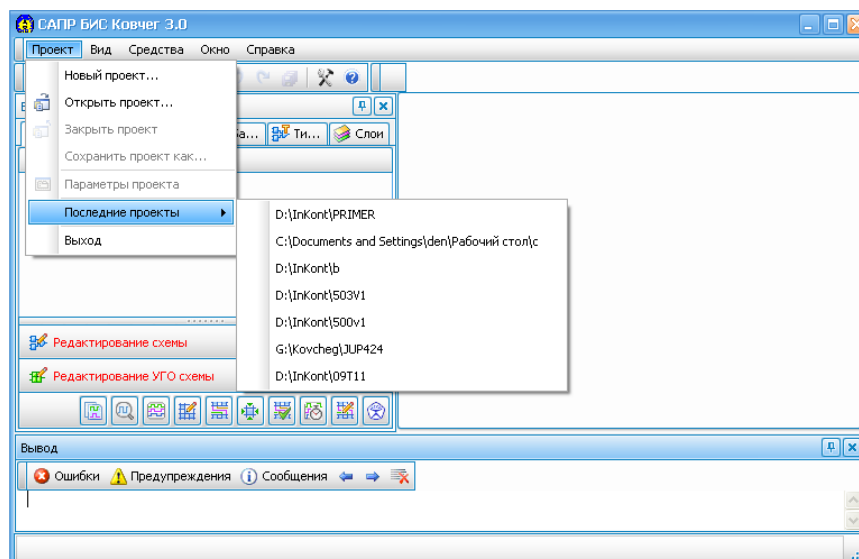 САПР БИС Ковчег 3.0
Проект Вид Средства Окно Справка
Новый проект...
Открыть проект...
Закрыть проект
Сохранить проект как...
Параметры проекта
Последние проекты
Выход
Ти... Слои
D:\InKont\PRIMER
C:\Documents and Settings\den\Рабочий стол\с
D:\InKont\b
D:\InKont\503V1
D:\InKont\500v1
G:\Kovcheg\JUP424
D:\InKont\09T11
Редактирование схемы
Редактирование УГО схемы
Вывод
Ошибки Предупреждения Сообщения